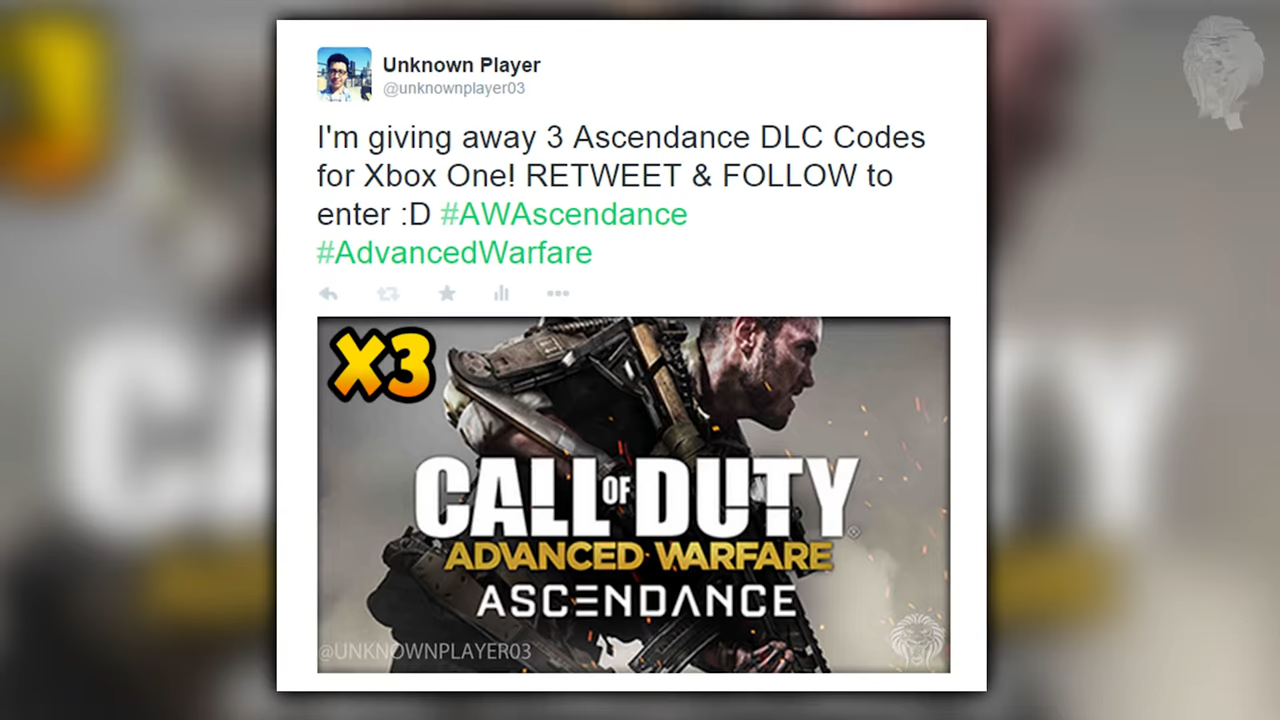 Unknown Player
@unknownplayer03
I'm giving away 3 Ascendance DLC Codes
for Xbox One! RETWEET & FOLLOW to
enter :D #AWAscendance
#AdvancedWarfare
X3
CALL OF DUTY
ADVANCED WARFARE
ASCENDANCE
@UNKNOWNPLAYER03